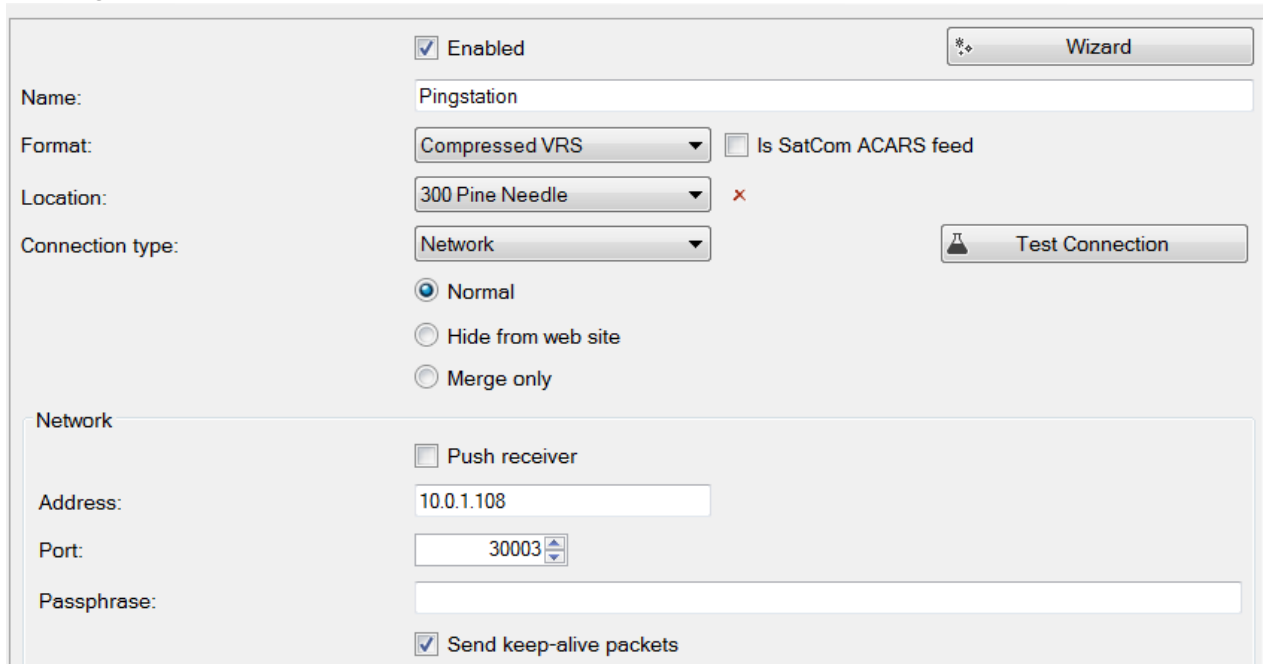 Enabled
Wizard
Name:
Pingstation
Format:
Compressed VRS
Is SatCom ACARS feed
Location:
300 Pine Needle
Connection type:
Network
Test Connection
Normal
Hide from web site
Merge only
Network
Push receiver
Address:
10.0.1.108
Port:
30003
Passphrase:
Send keep-alive packets